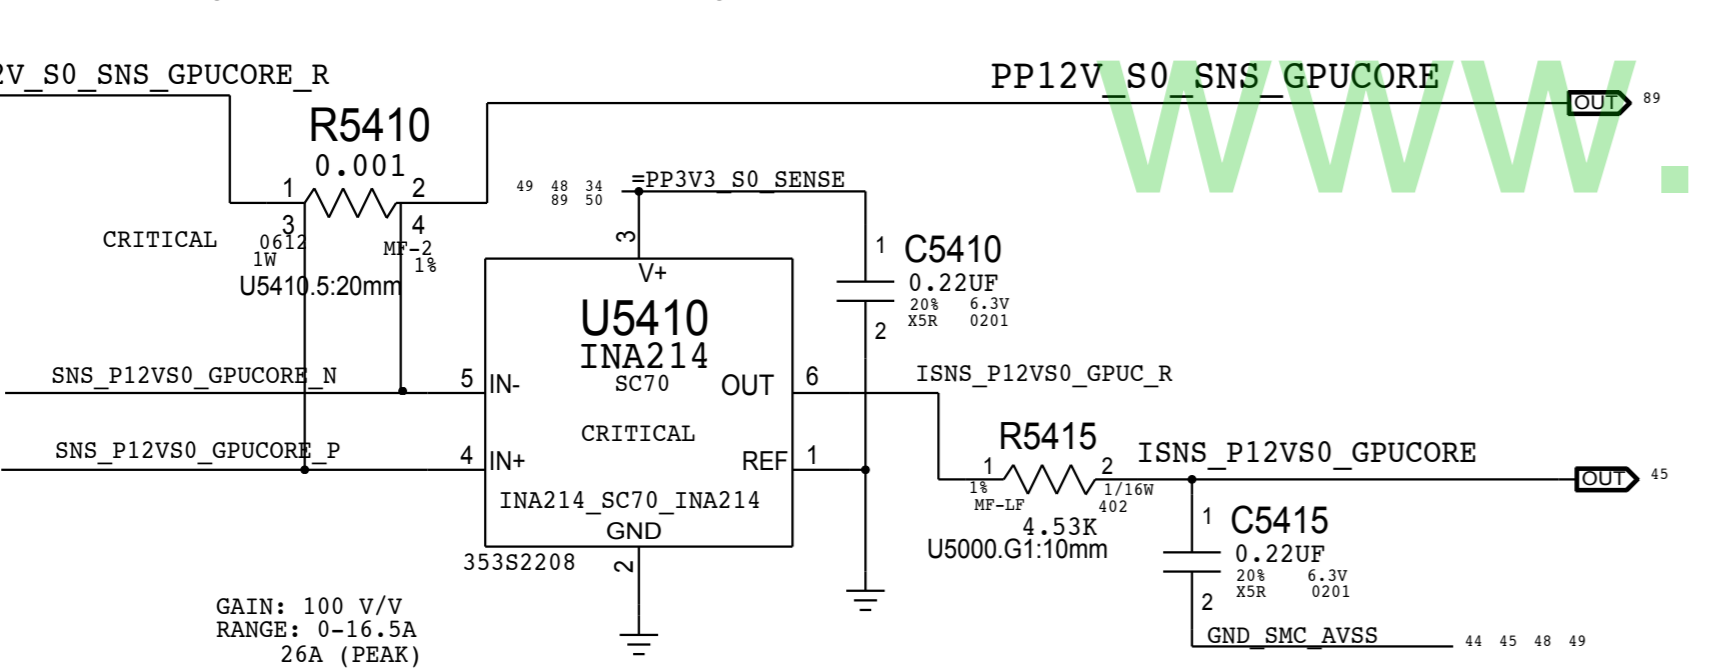 2V_S0_SNS_GPUCORE_R
PP12V_S0_SNS_GPUCORE
www.
OUT 89
R5410
0.001
1 2
3 4
CRITICAL
0612
1W
MF-2
1%
U5410.5:20mm
49 48 34
89 50
=PP3V3_S0_SENSE
3
V+
U5410
INA214
SC70
CRITICAL
1
C5410
0.22UF
20% 6.3V
X5R 0201
2
SNS_P12VS0_GPUCORE_N
5 IN-
OUT 6
ISNS_P12VS0_GPUC_R
SNS_P12VS0_GPUCORE_P
4 IN+
REF 1
INA214_SC70_INA214
GND
353S2208
2
R5415
1 2
1%
MF-LF
1/16W
402
4.53K
U5000.G1:10mm
ISNS_P12VS0_GPUCORE
OUT 45
1
C5415
0.22UF
20% 6.3V
X5R 0201
2
GND_SMC_AVSS
44 45 48 49
GAIN: 100 V/V
RANGE: 0-16.5A
26A (PEAK)